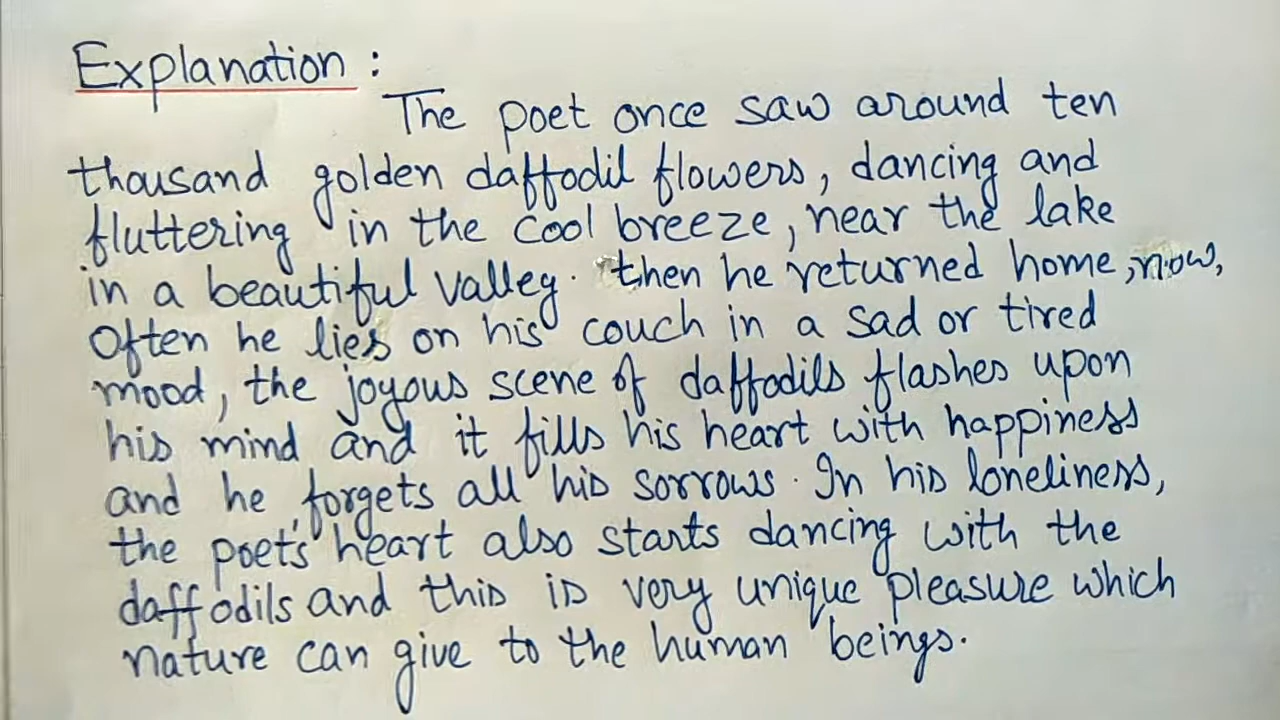 Explanation :
The poet once saw around ten
thousand golden daffodil flowers, dancing and
fluttering in the cool breeze, near the lake
in a beautiful valley. then he returned home, now,
Often he lies on his couch in a sad or tired
mood, the joyous scene of daffodils flashes upon
his mind and it fills his heart with happiness
and he forgets all his sorrows. In his loneliness,
the poet's heart also starts dancing with the
daffodils and this is very unique pleasure which
nature can give to the human beings.